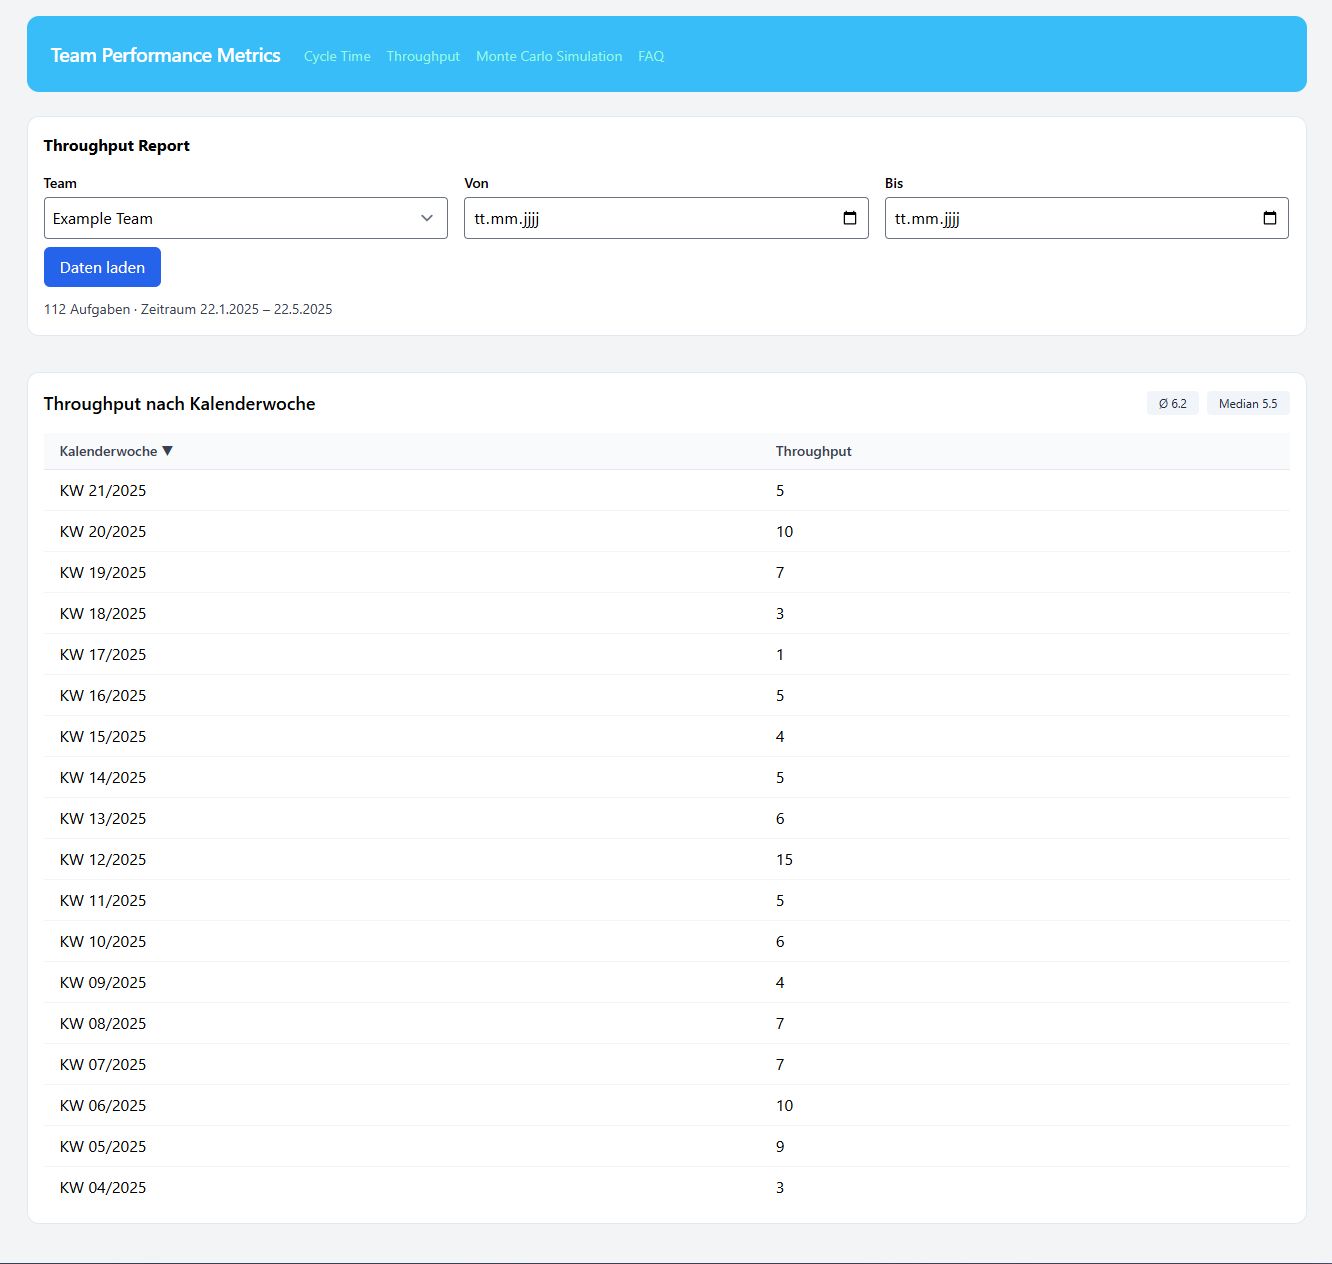 Team Performance Metrics Cycle Time Throughput Monte Carlo Simulation FAQ
Throughput Report
Team Von Bis
Example Team tt.mm.jjjj tt.mm.jjjj
Daten laden
112 Aufgaben · Zeitraum 22.1.2025 – 22.5.2025
Throughput nach Kalenderwoche Ø 6.2 Median 5.5
Kalenderwoche ▼ Throughput
KW 21/2025 5
KW 20/2025 10
KW 19/2025 7
KW 18/2025 3
KW 17/2025 1
KW 16/2025 5
KW 15/2025 4
KW 14/2025 5
KW 13/2025 6
KW 12/2025 15
KW 11/2025 5
KW 10/2025 6
KW 09/2025 4
KW 08/2025 7
KW 07/2025 7
KW 06/2025 10
KW 05/2025 9
KW 04/2025 3